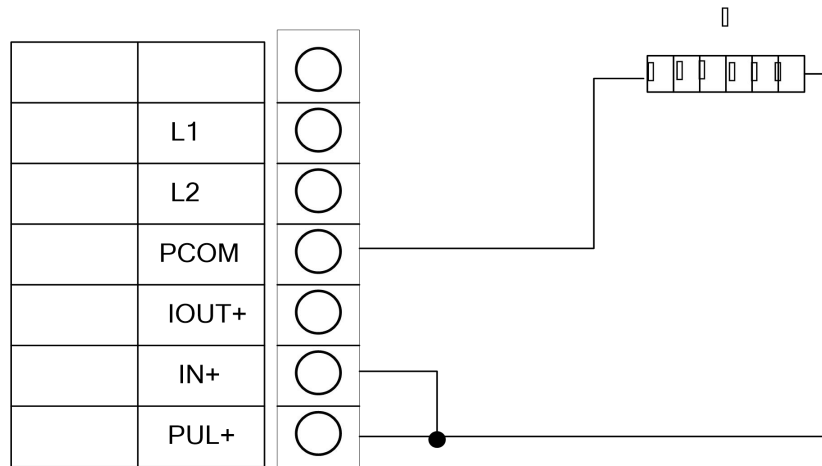 L1
L2
PCOM
IOUT+
IN+
PUL+